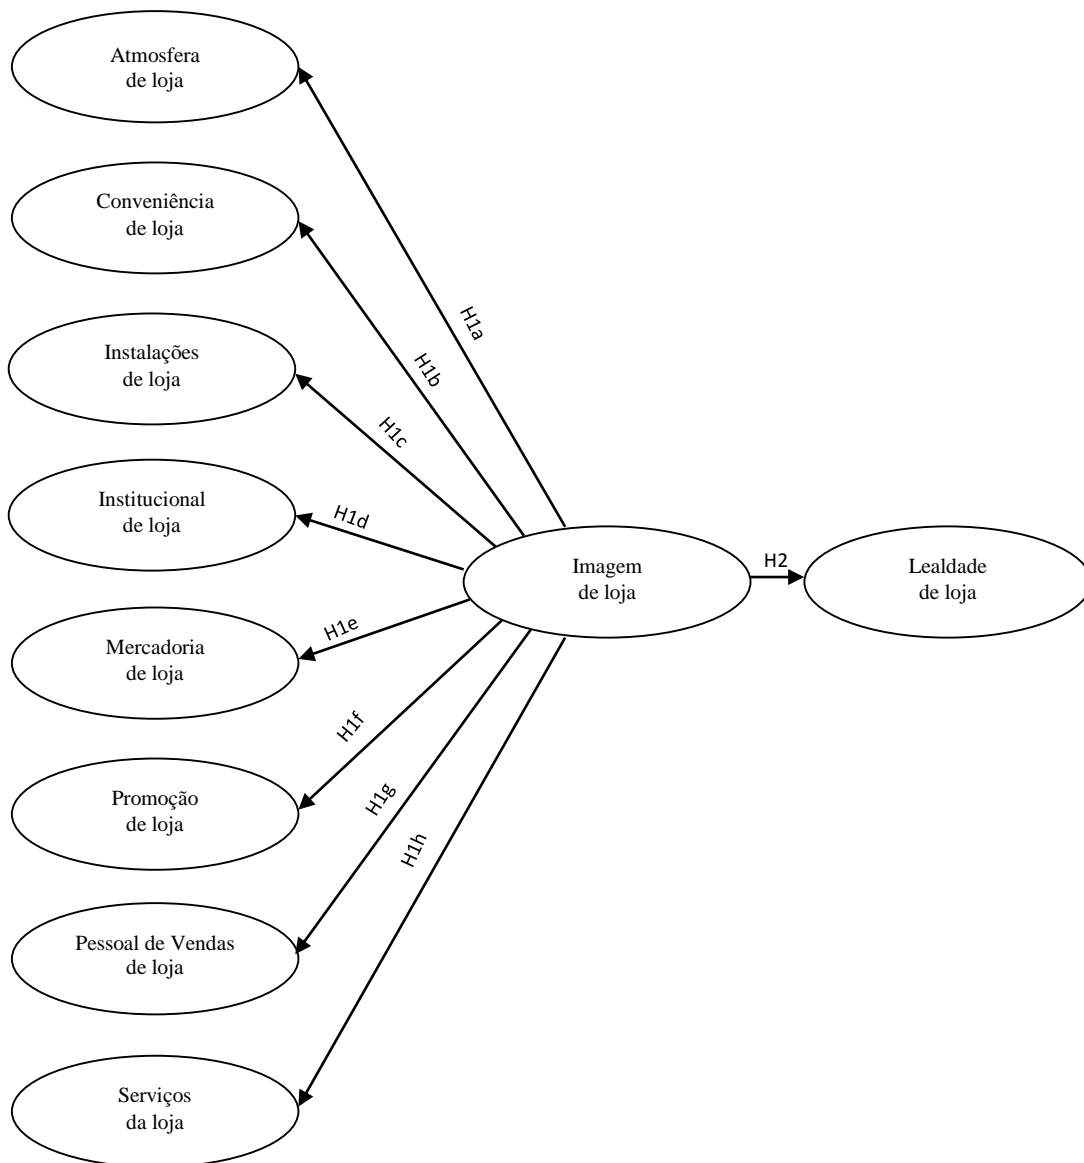 Atmosfera
de loja
Conveniência
de loja
Instalações
de loja
Institucional
de loja
Mercadoria
de loja
Promoção
de loja
Pessoal de Vendas
de loja
Serviços
da loja
H1a
H1b
H1c
H1d
H1e
H1f
H1g
H1h
Imagem
de loja
H2
Lealdade
de loja